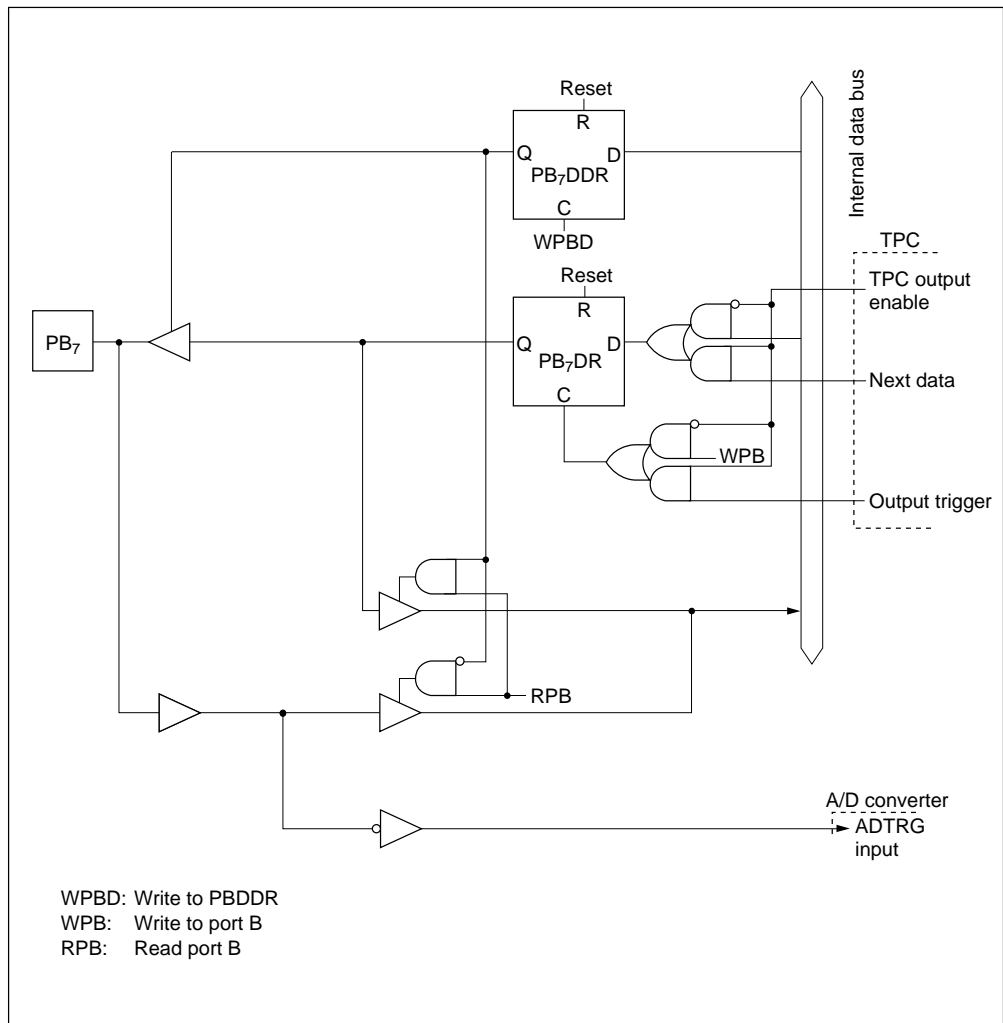 Reset
R
Q
D
PB₇DDR
C
WPBD
Internal data bus
TPC
TPC output
enable
Reset
R
Q
D
PB₇DR
C
PB₇
Next data
WPB
Output trigger
RPB
A/D converter
ADTRG
input
WPBD: Write to PBDDR
WPB: Write to port B
RPB: Read port B